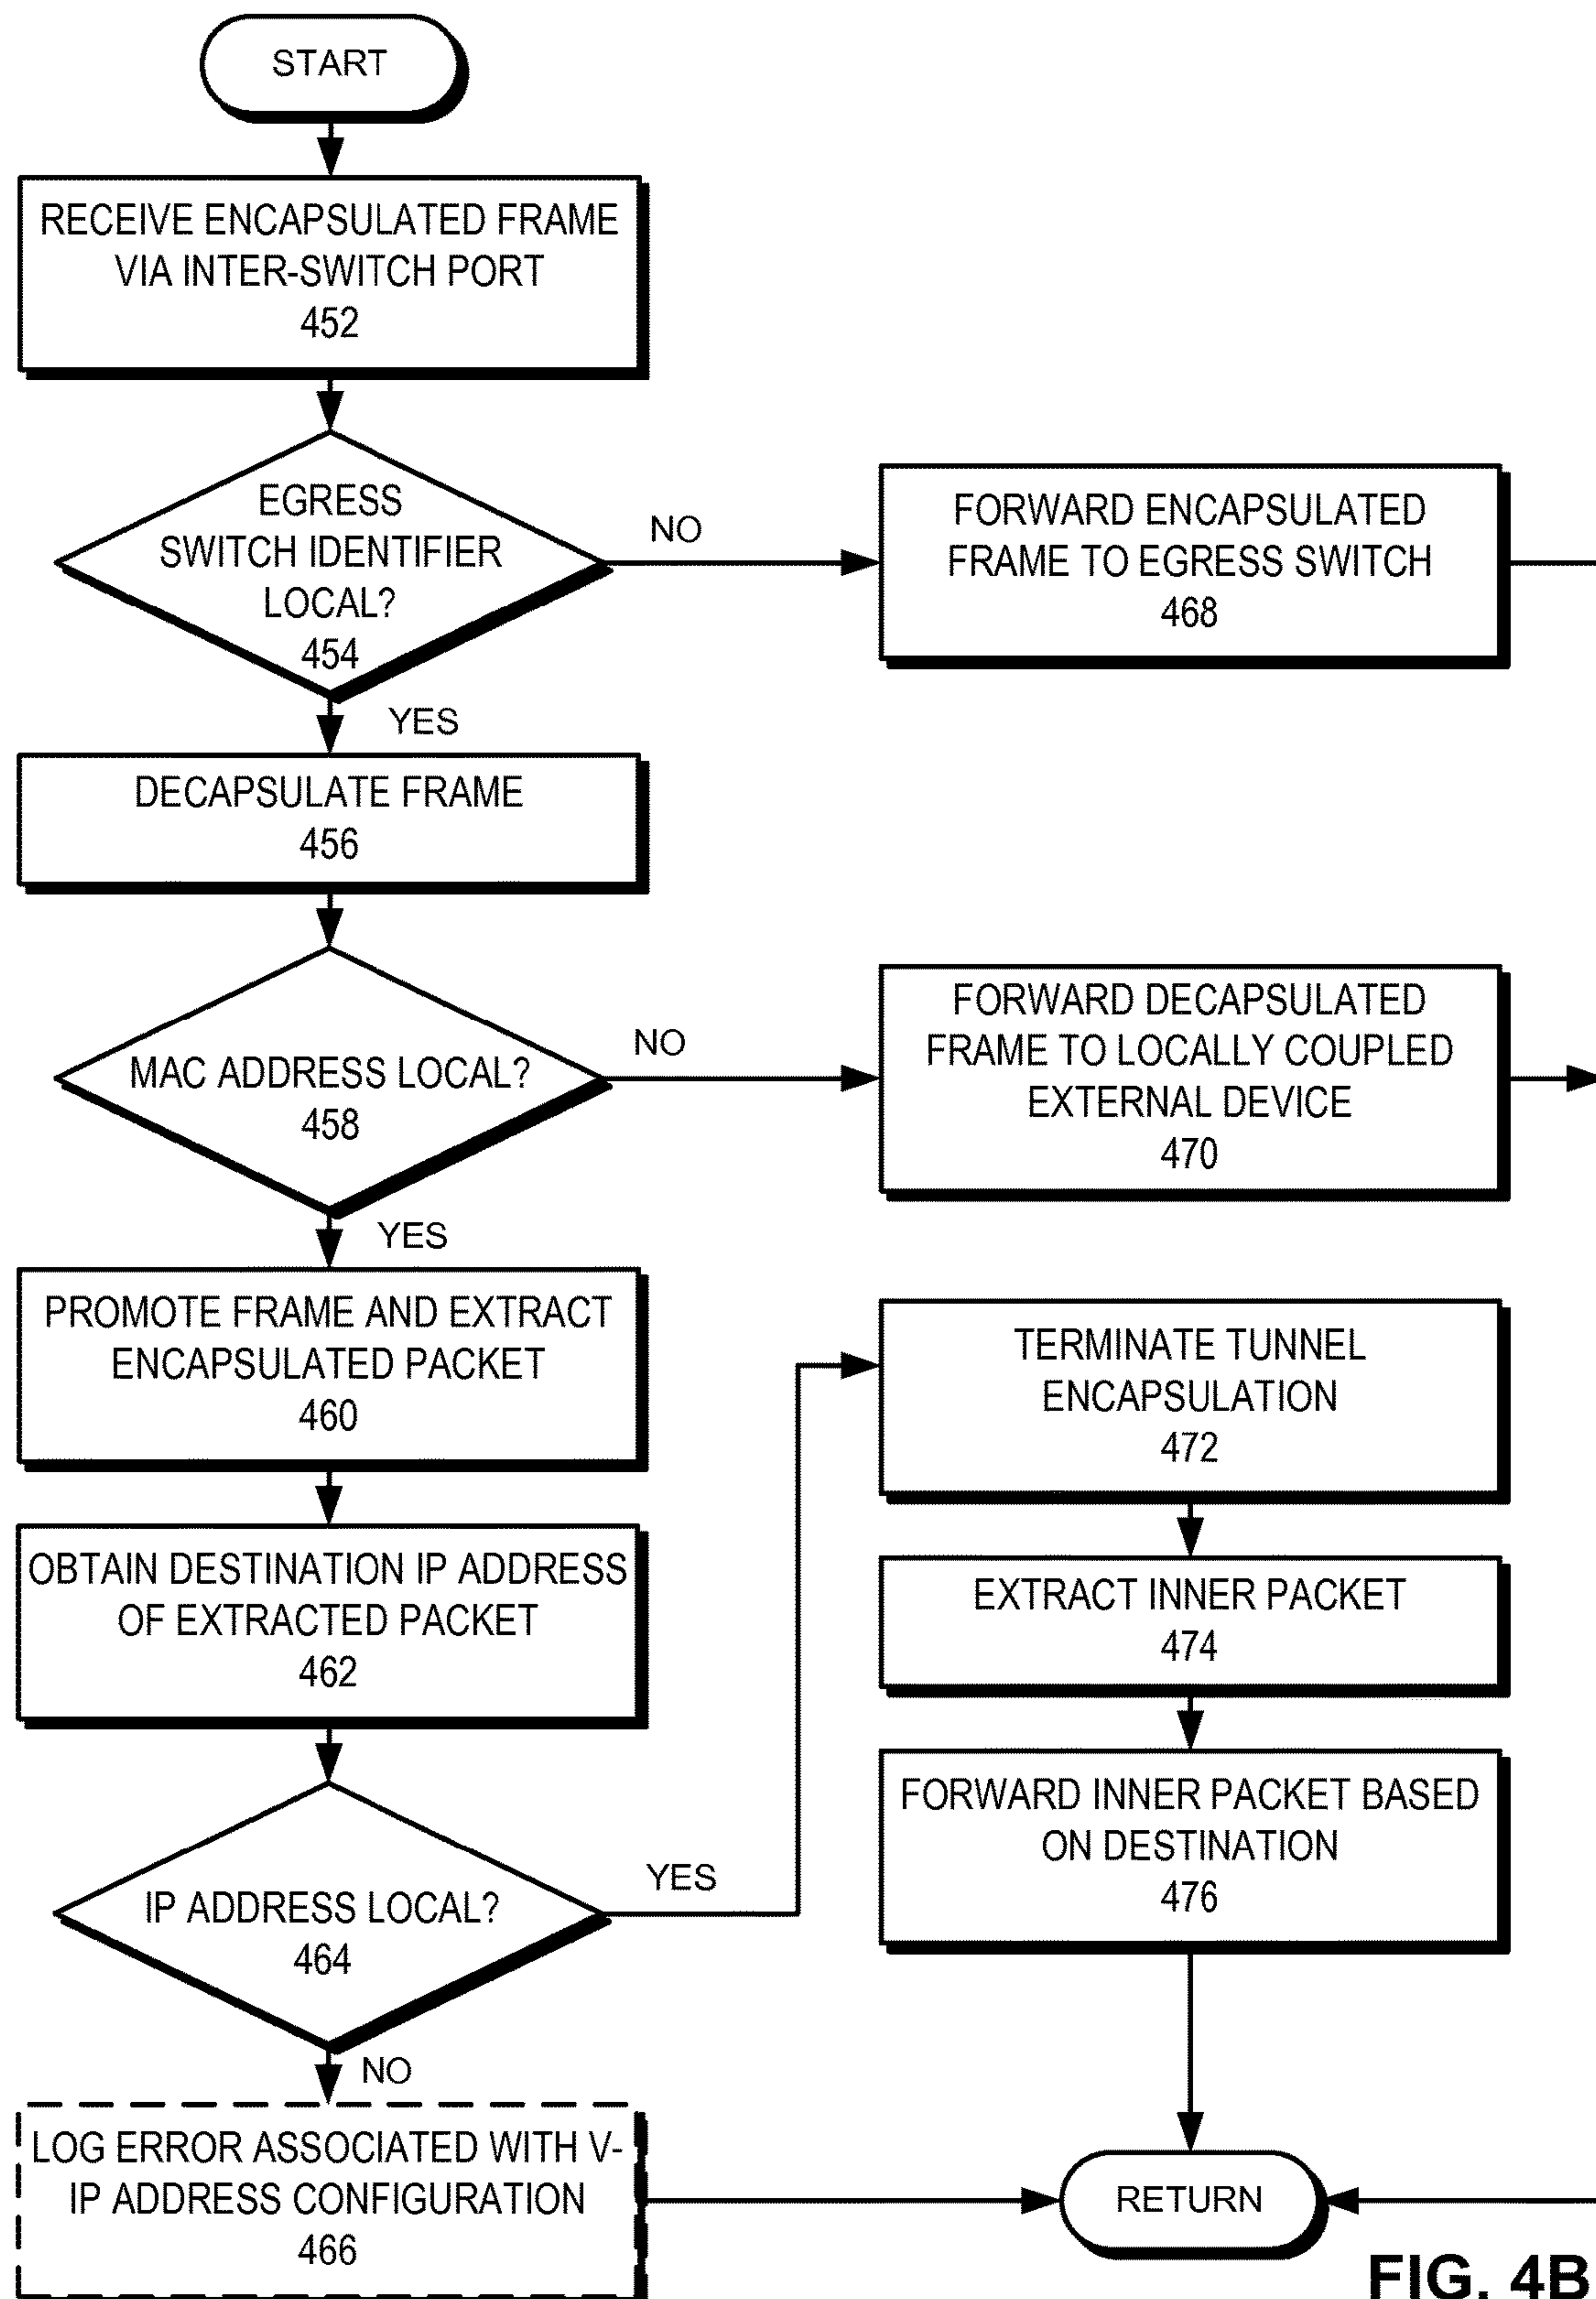 START
RECEIVE ENCAPSULATED FRAME
VIA INTER-SWITCH PORT
452
EGRESS
SWITCH IDENTIFIER
LOCAL?
454
NO
FORWARD ENCAPSULATED
FRAME TO EGRESS SWITCH
468
YES
DECAPSULATE FRAME
456
MAC ADDRESS LOCAL?
458
NO
FORWARD DECAPSULATED
FRAME TO LOCALLY COUPLED
EXTERNAL DEVICE
470
YES
PROMOTE FRAME AND EXTRACT
ENCAPSULATED PACKET
460
OBTAIN DESTINATION IP ADDRESS
OF EXTRACTED PACKET
462
IP ADDRESS LOCAL?
464
YES
TERMINATE TUNNEL
ENCAPSULATION
472
EXTRACT INNER PACKET
474
FORWARD INNER PACKET BASED
ON DESTINATION
476
NO
LOG ERROR ASSOCIATED WITH V-
IP ADDRESS CONFIGURATION
466
RETURN
FIG. 4B